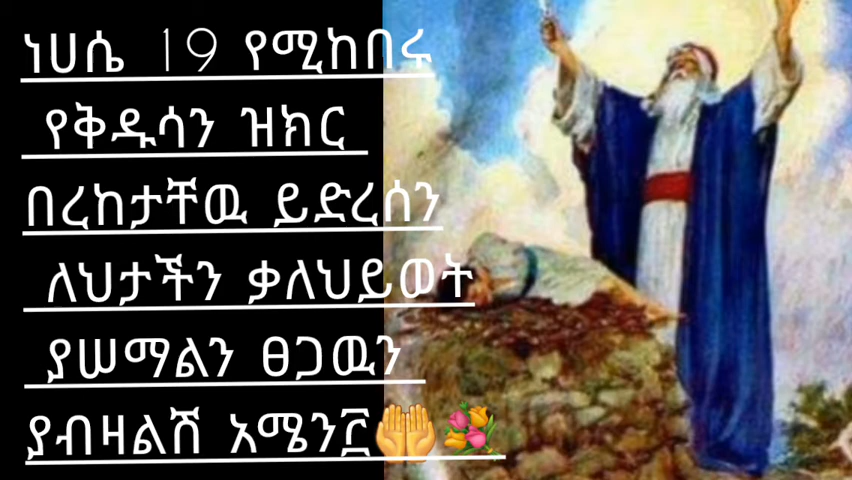 ነሀሴ 19 የሚከበሩ
የቅዱሳን ዝክር
በረከታቸዉ ይድረሰን
ለህታችን ቃለህይወት
ያሠማልን ፀጋዉን
ያብዛልሽ አሜን፫🤲💐